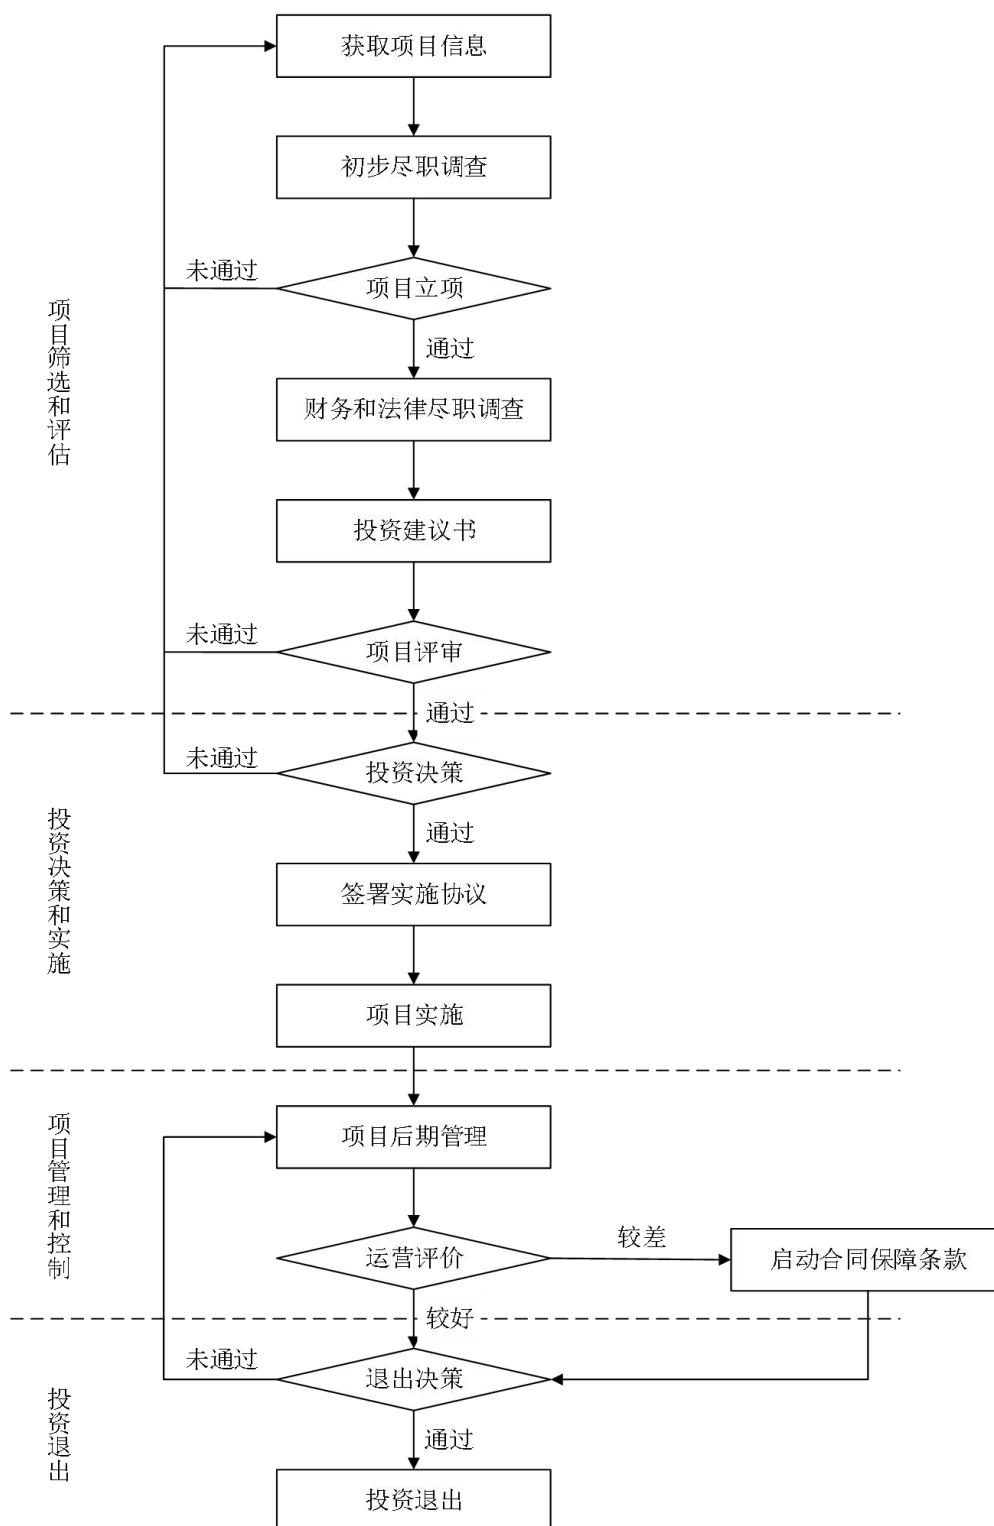 获取项目信息
初步尽职调查
未通过
项目立项
通过
项目筛选和评估
财务和法律尽职调查
投资建议书
未通过
项目评审
通过
未通过
投资决策
通过
投资决策和实施
签署实施协议
项目实施
项目管理和控制
项目后期管理
运营评价
较差
启动合同保障条款
较好
未通过
退出决策
投资退出
通过
投资退出